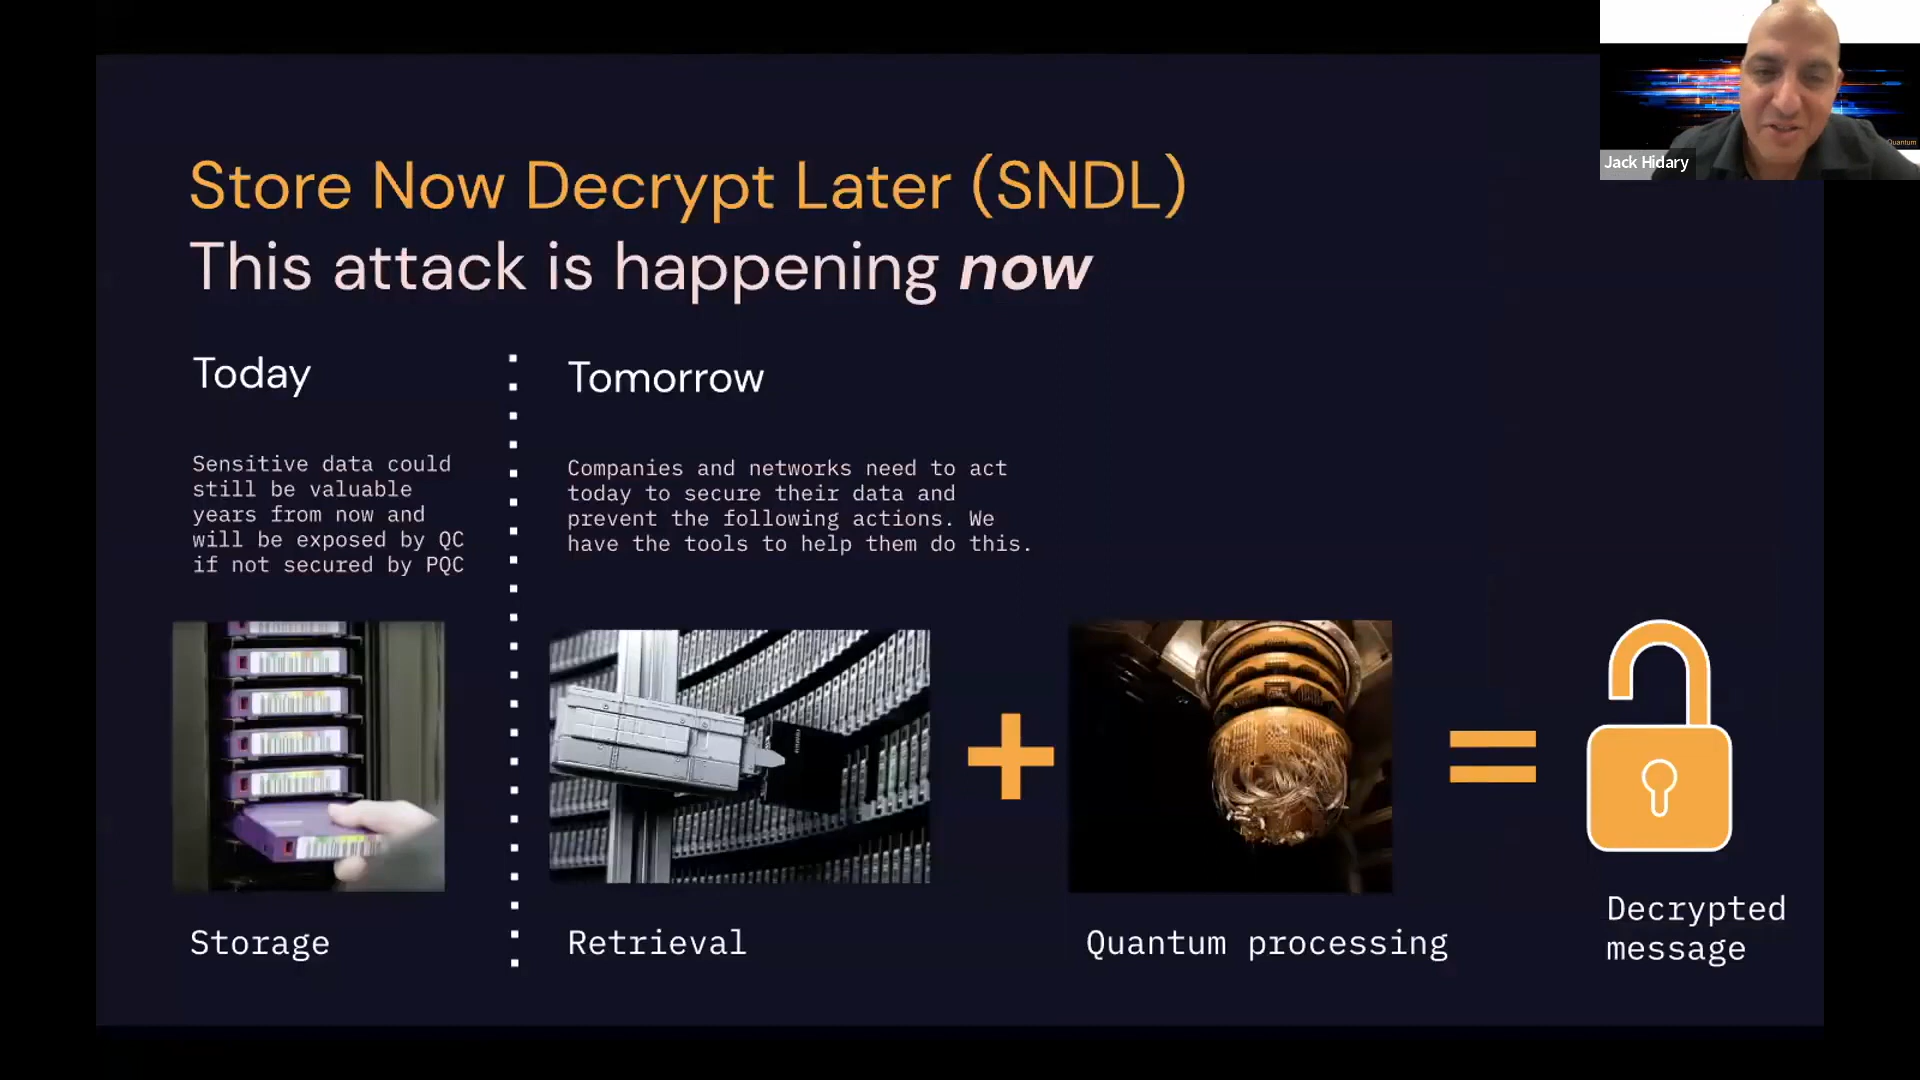 Store Now Decrypt Later (SNDL)
This attack is happening now
Today
Sensitive data could
still be valuable
years from now and
will be exposed by QC
if not secured by PQC
Storage
Tomorrow
Companies and networks need to act
today to secure their data and
prevent the following actions. We
have the tools to help them do this.
Retrieval
Quantum processing
Decrypted
message
Jack Hidary
Quantum